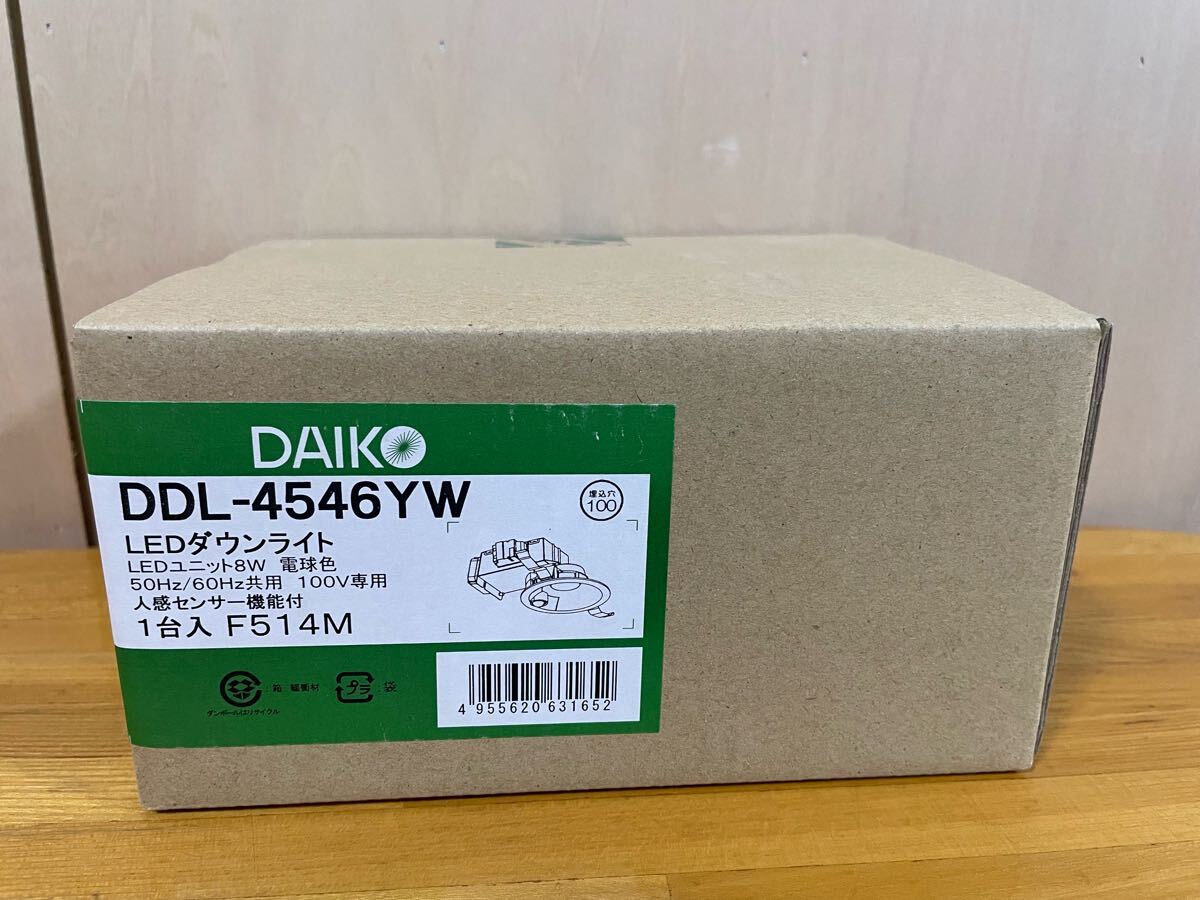 DAIKO
DDL-4546YW
埋込穴
100
LEDダウンライト
LEDユニット8W 電球色
50Hz/60Hz共用 100V専用
人感センサー機能付
1台入 F514M
:箱 :緩衝材
プラ :袋
ダンボールはリサイクル
4 955620 631652